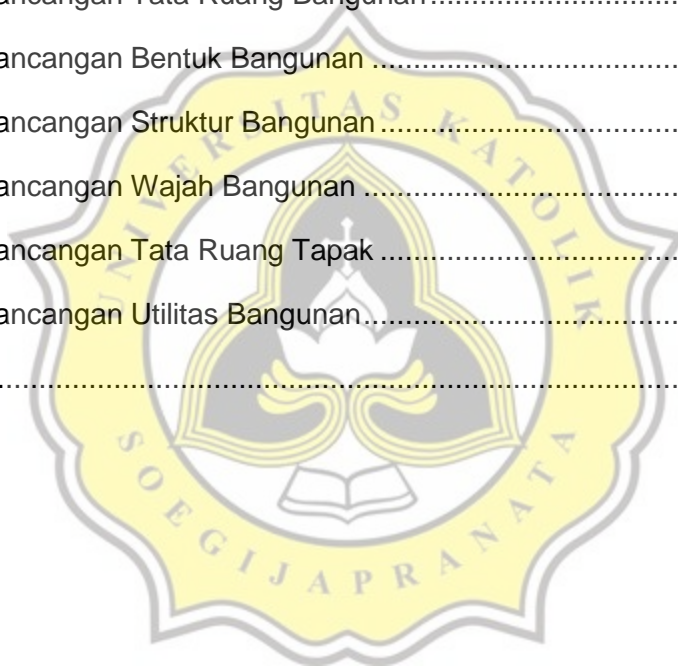 ancangan Tata Ruang Bangunan................................
ancangan Bentuk Bangunan .......................................
ancangan Struktur Bangunan......................................
ancangan Wajah Bangunan ........................................
ancangan Tata Ruang Tapak ......................................
ancangan Utilitas Bangunan........................................
....................................................................................
UNIVERSITAS KATOLIK
SOEGIJAPRANATA